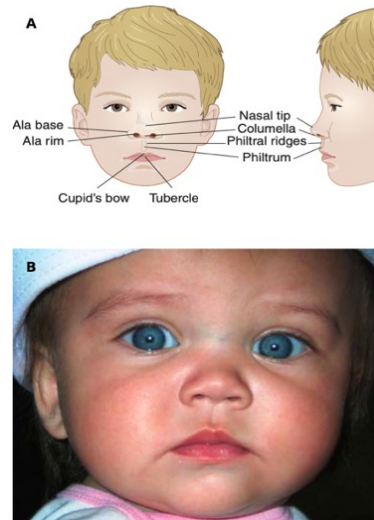 A
Ala base
Ala rim
Nasal tip
Columella
Philtral ridges
Philtrum
Cupid's bow
Tubercle
B